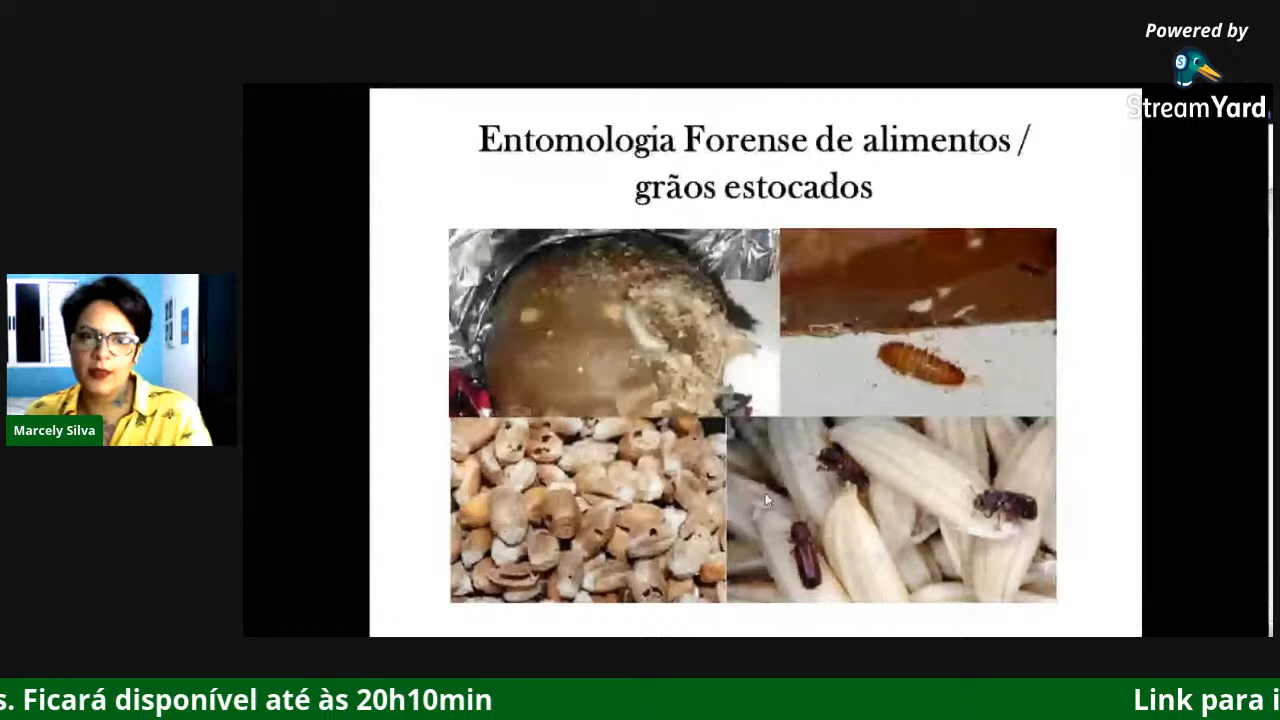 Powered by
StreamYard
Entomologia Forense de alimentos /
grãos estocados
Marcely Silva
s. Ficará disponível até às 20h10min
Link para i